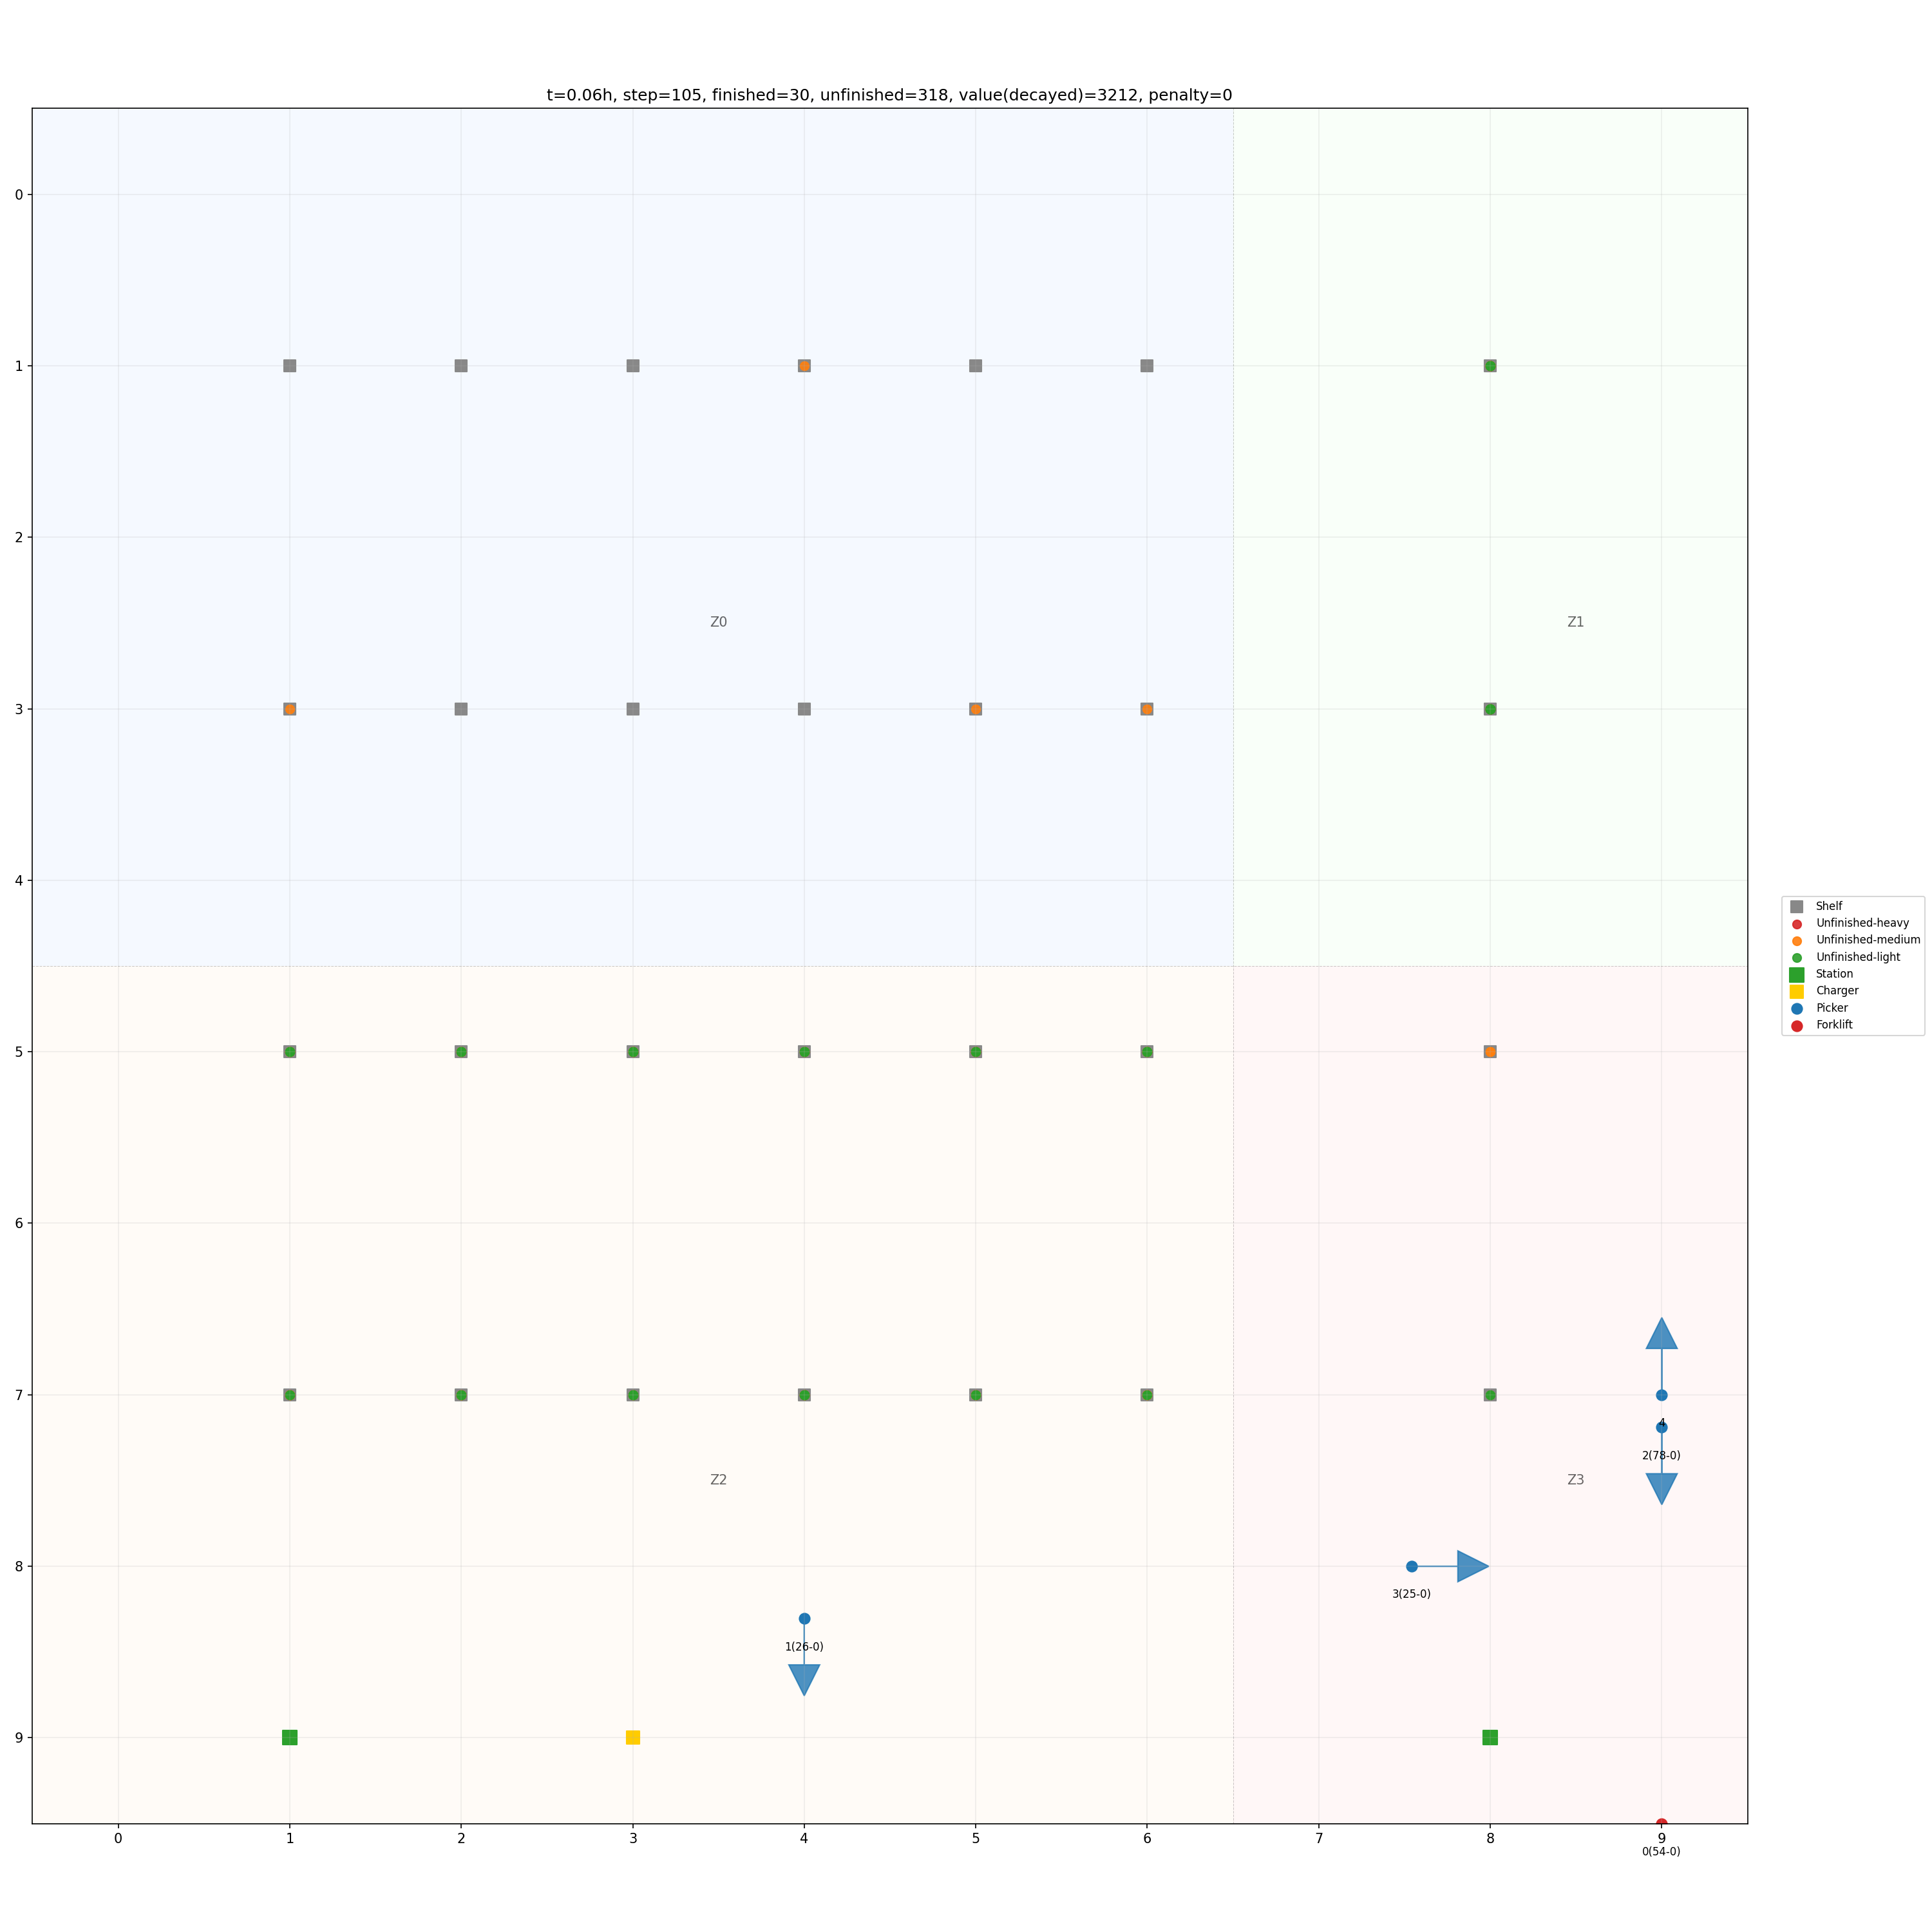 t=0.06h, step=105, finished=30, unfinished=318, value(decayed)=3212, penalty=0
0
1
2
Z0
Z1
3
4
Shelf
Unfinished-heavy
Unfinished-medium
Unfinished-light
Station
Charger
Picker
Forklift
5
6
7
4
2(78-0)
Z2
Z3
8
3(25-0)
1(26-0)
9
0 1 2 3 4 5 6 7 8 9
0(54-0)